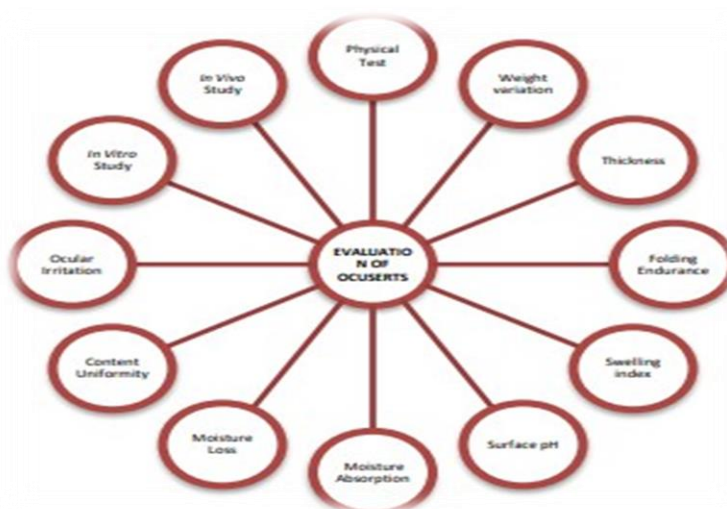 Physical
Test
Weight
variation
Thickness
Folding
Endurance
Swelling
index
Surface pH
Moisture
Absorption
Moisture
Loss
Content
Uniformity
Ocular
Irritation
In Vitro
Study
In Vivo
Study
EVALUATIO
N OF
OCUSERTS